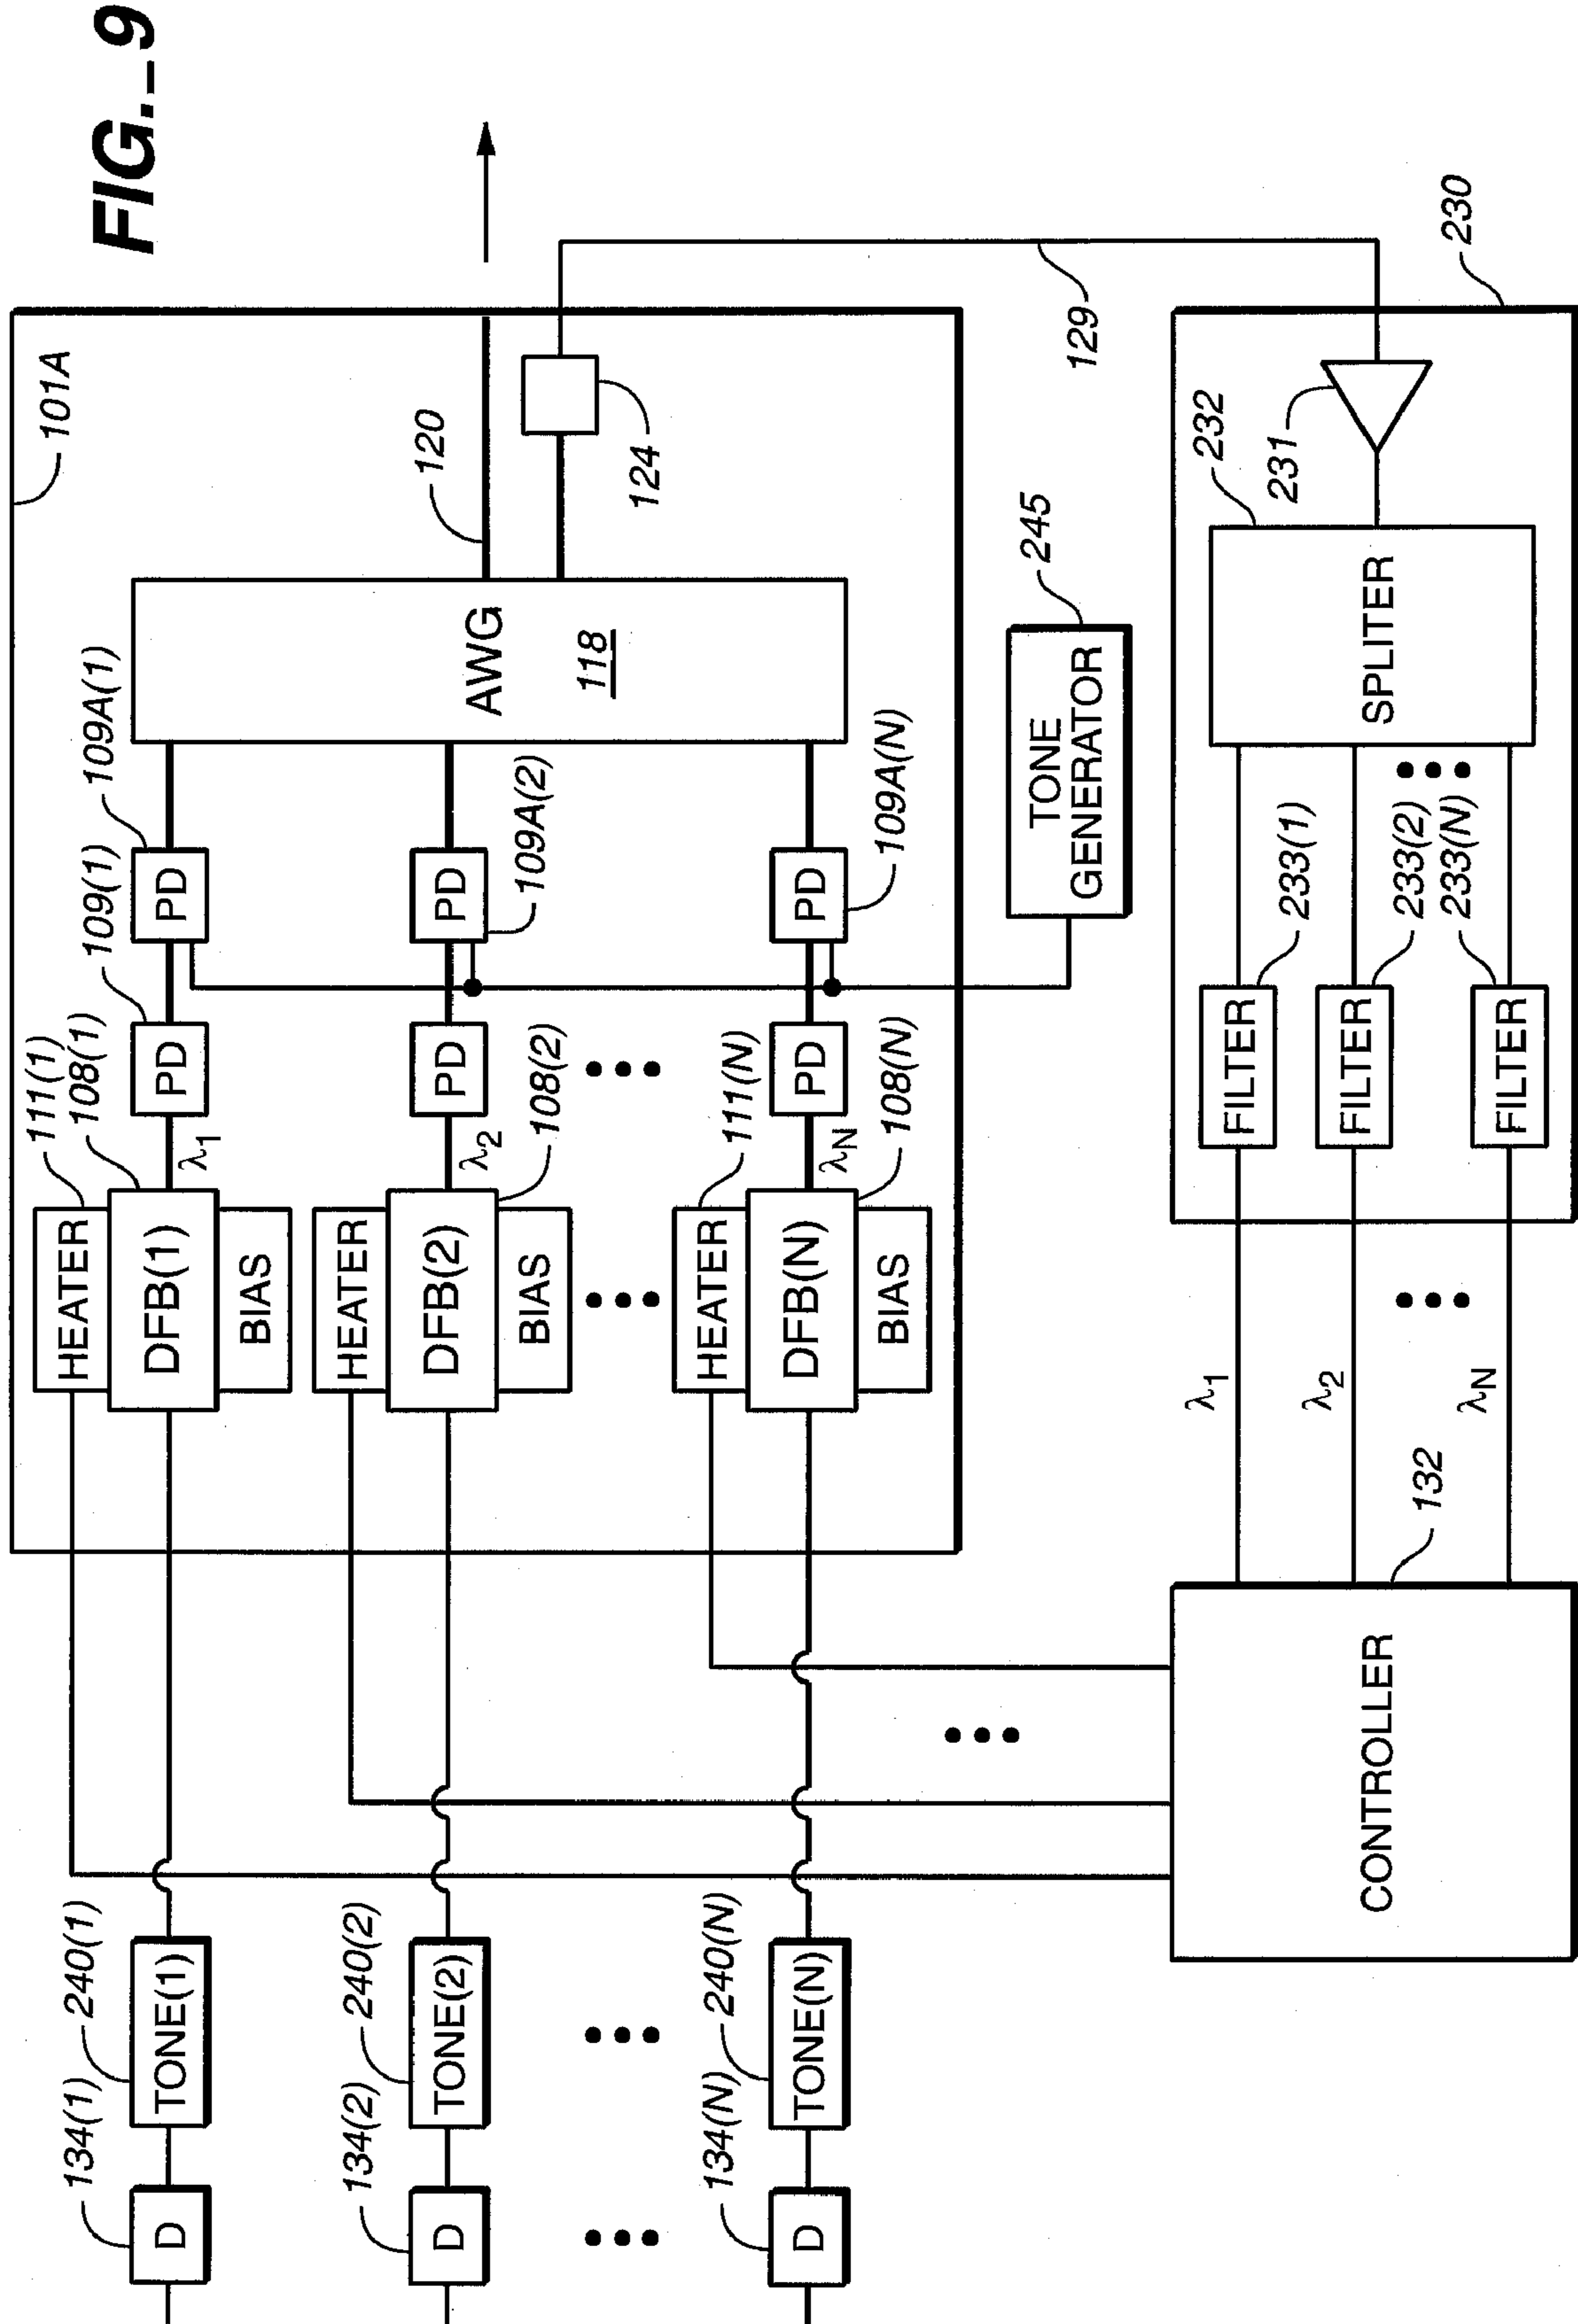 FIG._9
101A
111(1)
108(1)
109(1)
109A(1)
134(1)
240(1)
HEATER
D
TONE(1)
DFB(1)
λ1
PD
PD
BIAS
120
AWG
118
124
134(2)
240(2)
HEATER
D
TONE(2)
DFB(2)
λ2
PD
PD
109A(2)
BIAS
108(2)
134(N)
240(N)
111(N)
HEATER
D
TONE(N)
DFB(N)
λN
PD
PD
109A(N)
BIAS
108(N)
TONE
GENERATOR
245
129
CONTROLLER
132
λ1
λ2
λN
FILTER
233(1)
FILTER
233(2)
FILTER
233(N)
SPLITER
232
231
230